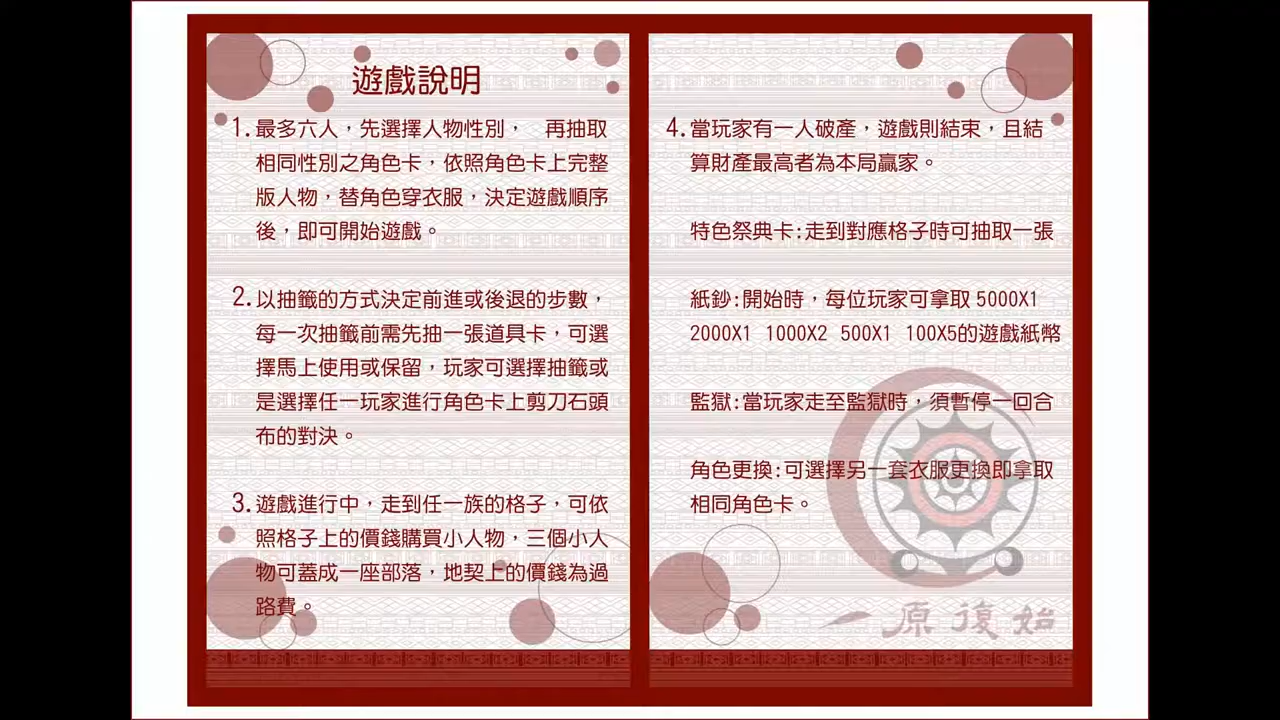 遊戲說明
1.最多六人，先選擇人物性別， 再抽取
相同性別之角色卡，依照角色卡上完整
版人物，替角色穿衣服，決定遊戲順序
後，即可開始遊戲。
2.以抽籤的方式決定前進或後退的步數，
每一次抽籤前需先抽一張道具卡，可選
擇馬上使用或保留，玩家可選擇抽籤或
是選擇任一玩家進行角色卡上剪刀石頭
布的對決。
3.遊戲進行中，走到任一族的格子，可依
照格子上的價錢購買小人物，三個小人
物可蓋成一座部落，地契上的價錢為過
路費。
4.當玩家有一人破產，遊戲則結束，且結
算財產最高者為本局贏家。
特色祭典卡:走到對應格子時可抽取一張
紙鈔:開始時，每位玩家可拿取 5000X1
2000X1 1000X2 500X1 100X5的遊戲紙幣
監獄:當玩家走至監獄時，須暫停一回合
角色更換:可選擇另一套衣服更換即拿取
相同角色卡。
一原復始